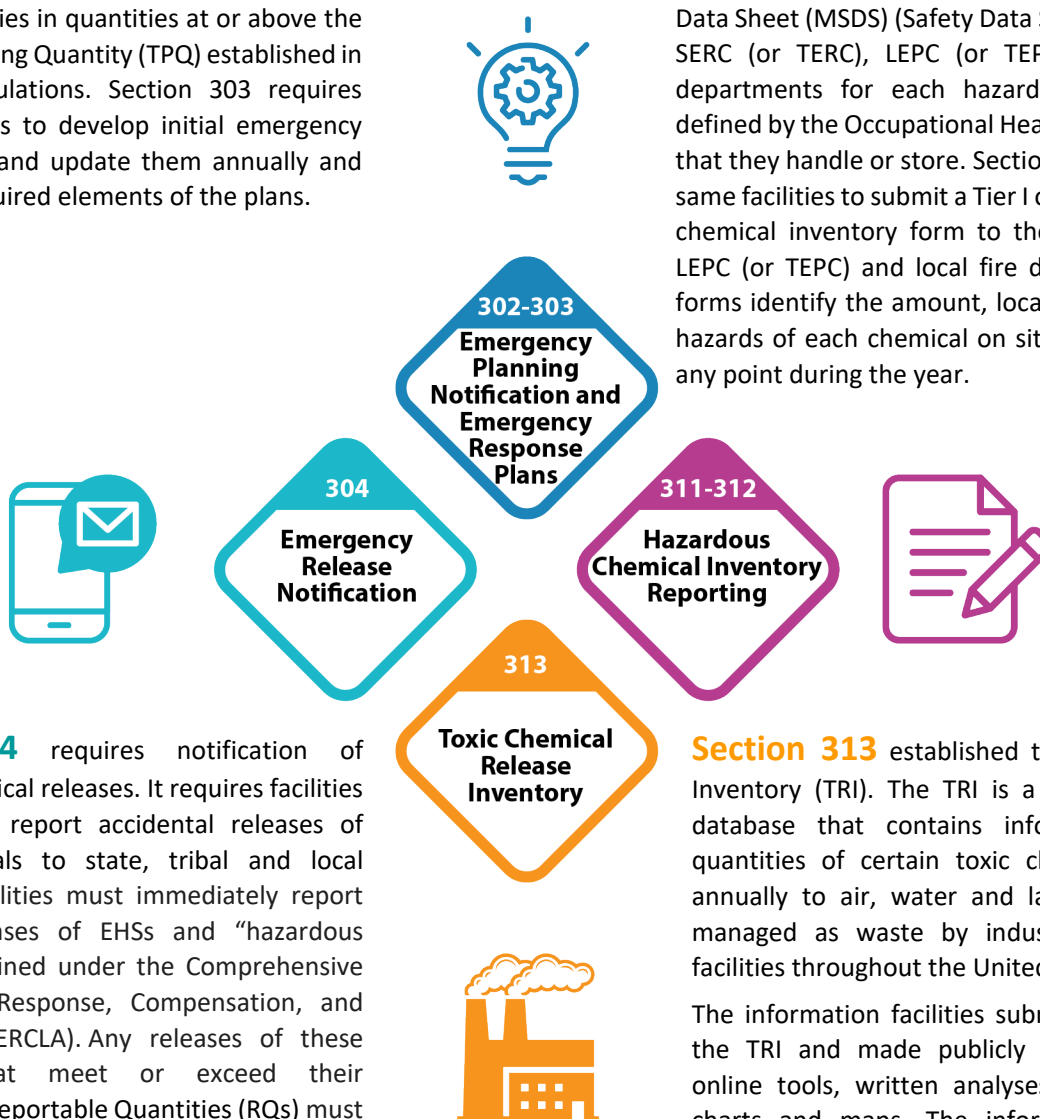 ies in quantities at or above the
ng Quantity (TPQ) established in
ulations. Section 303 requires
s to develop initial emergency
and update them annually and
uired elements of the plans.
Data Sheet (MSDS) (Safety Data S
SERC (or TERC), LEPC (or TEP
departments for each hazard
defined by the Occupational Hea
that they handle or store. Section
same facilities to submit a Tier I o
chemical inventory form to the
LEPC (or TEPC) and local fire d
forms identify the amount, loca
hazards of each chemical on sit
any point during the year.
302-303
Emergency
Planning
Notification and
Emergency
Response
Plans
304
Emergency
Release
Notification
311-312
Hazardous
Chemical Inventory
Reporting
313
Toxic Chemical
Release
Inventory
4 requires notification of
ical releases. It requires facilities
report accidental releases of
als to state, tribal and local
ilities must immediately report
ases of EHSs and “hazardous
ined under the Comprehensive
Response, Compensation, and
ERCLA). Any releases of these
at meet or exceed their
eportable Quantities (RQs) must
Section 313 established t
Inventory (TRI). The TRI is a
database that contains info
quantities of certain toxic c
annually to air, water and la
managed as waste by indus
facilities throughout the United
The information facilities subm
the TRI and made publicly
online tools, written analyses
charts and maps. The infor